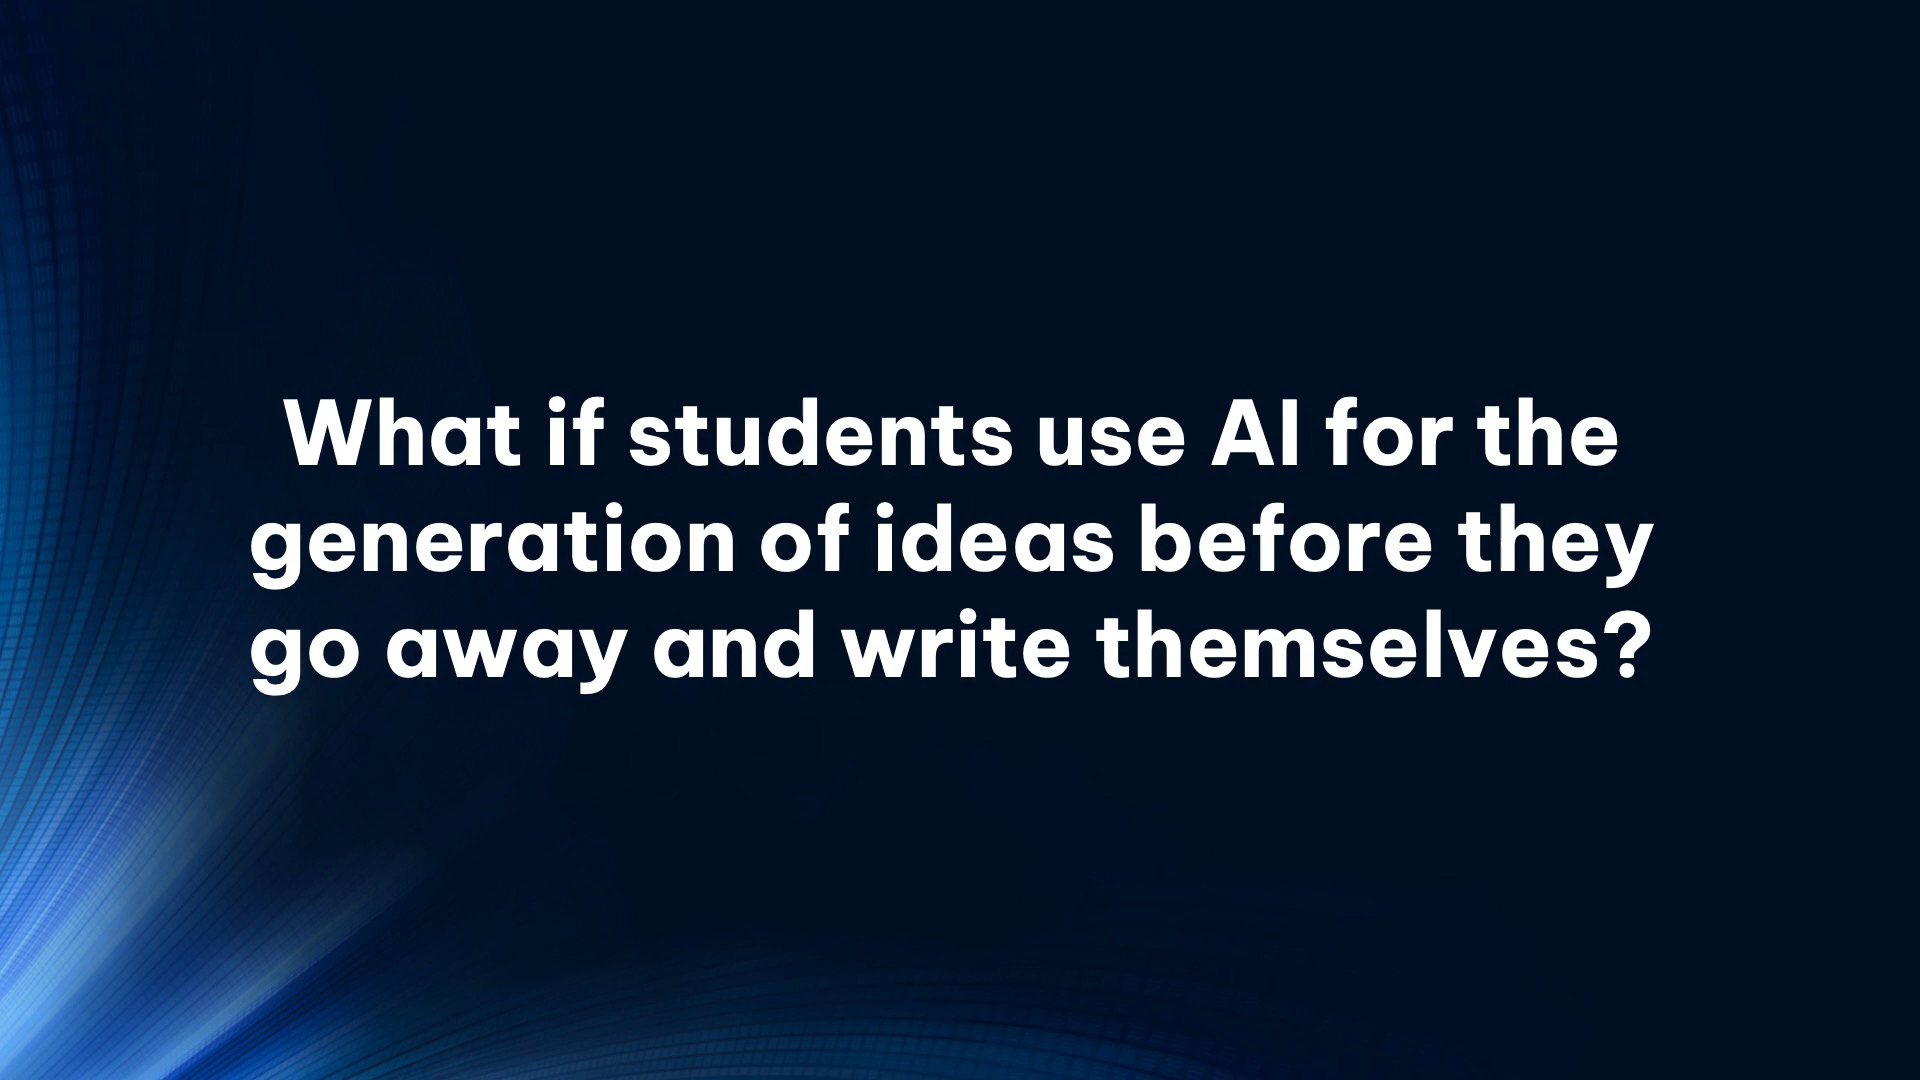 What if students use AI for the
generation of ideas before they
go away and write themselves?